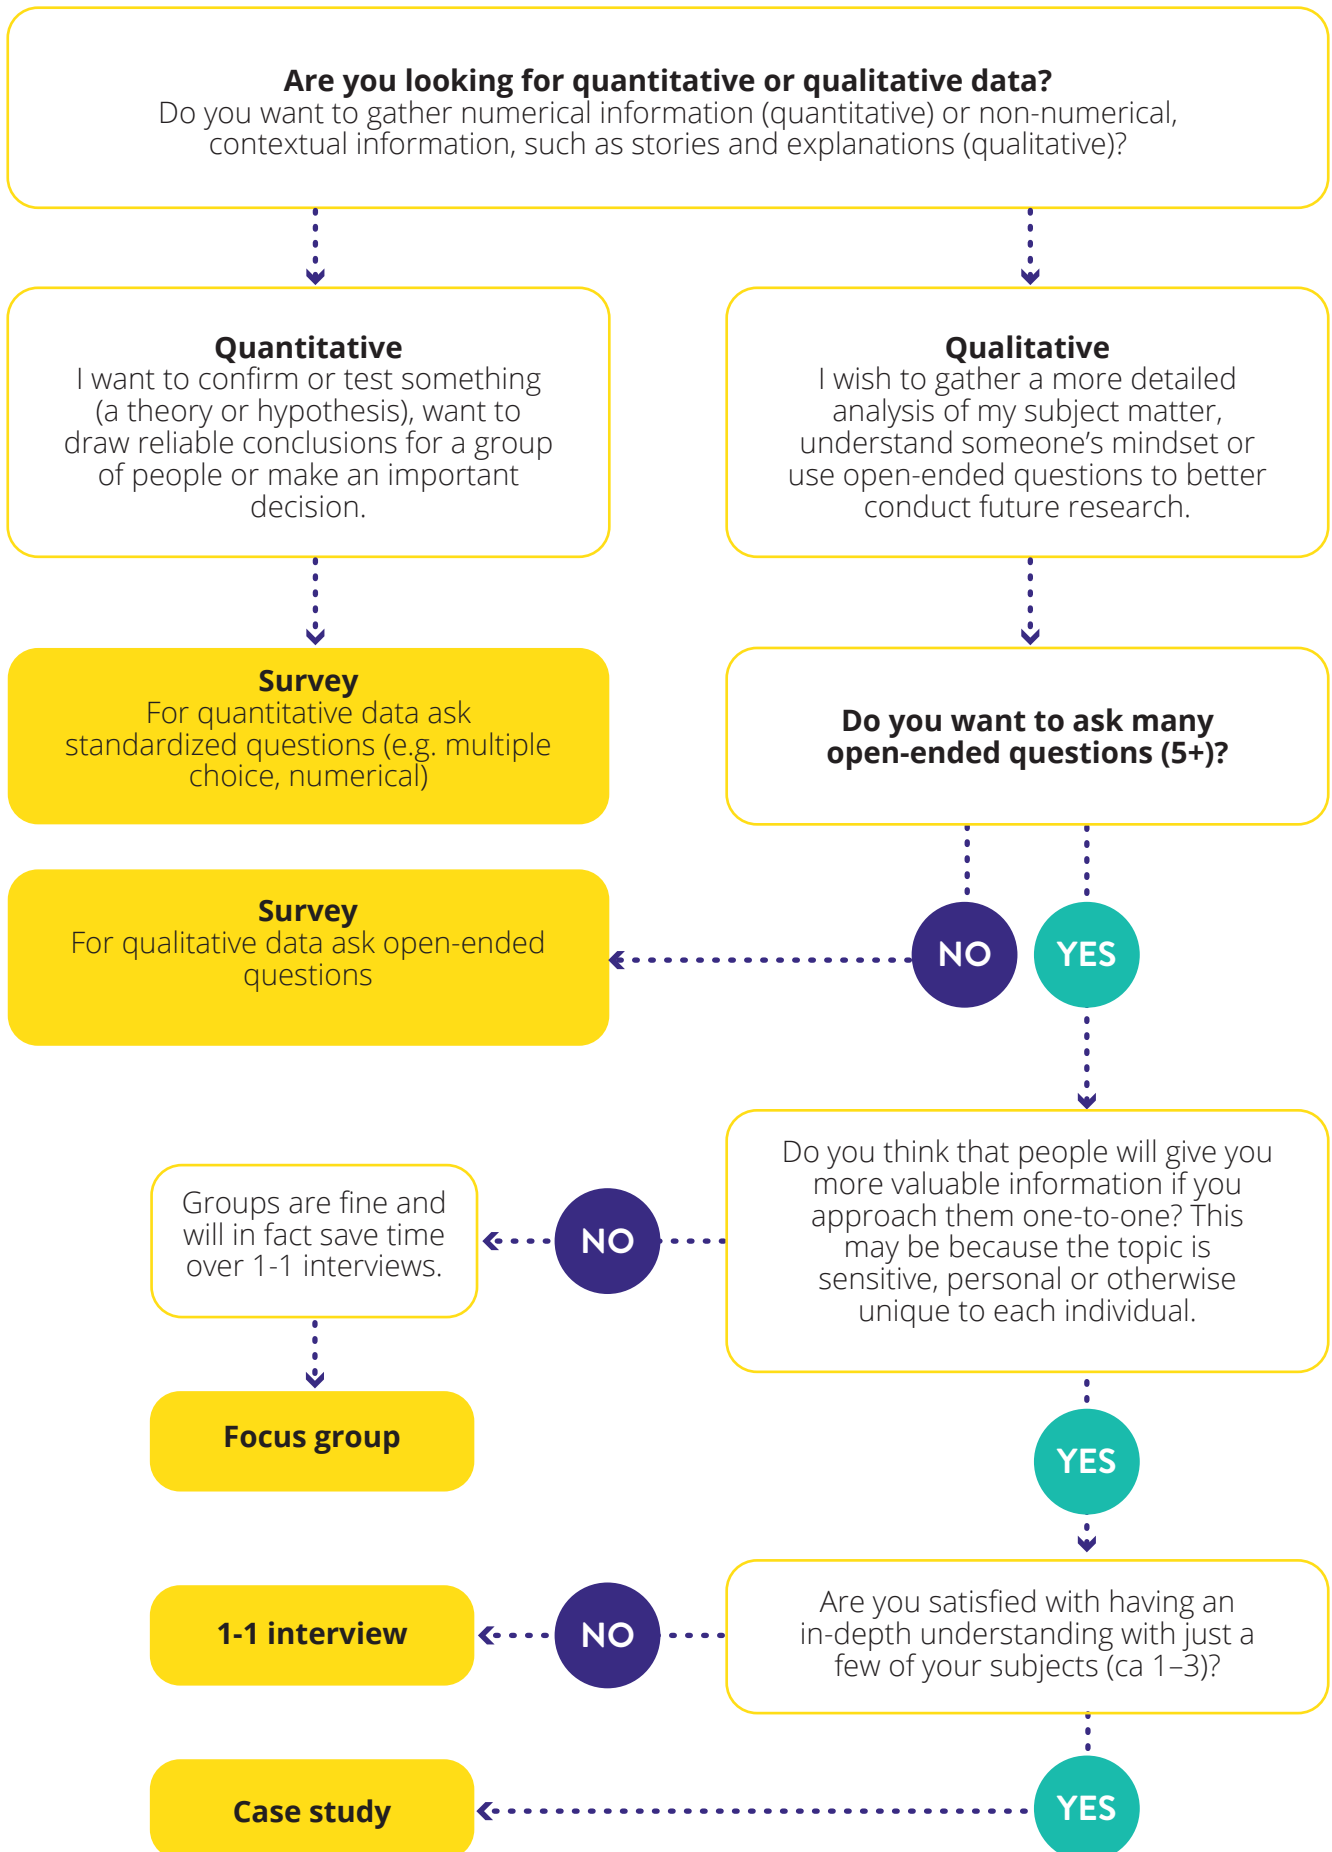 Are you looking for quantitative or qualitative data?
Do you want to gather numerical information (quantitative) or non-numerical,
contextual information, such as stories and explanations (qualitative)?
Quantitative
I want to confirm or test something
(a theory or hypothesis), want to
draw reliable conclusions for a group
of people or make an important
decision.
Qualitative
I wish to gather a more detailed
analysis of my subject matter,
understand someone’s mindset or
use open-ended questions to better
conduct future research.
Survey
For quantitative data ask
standardized questions (e.g. multiple
choice, numerical)
Do you want to ask many
open-ended questions (5+)?
Survey
For qualitative data ask open-ended
questions
NO
YES
Do you think that people will give you
more valuable information if you
approach them one-to-one? This
may be because the topic is
sensitive, personal or otherwise
unique to each individual.
NO
Groups are fine and
will in fact save time
over 1-1 interviews.
Focus group
YES
Are you satisfied with having an
in-depth understanding with just a
few of your subjects (ca 1–3)?
NO
1-1 interview
YES
Case study